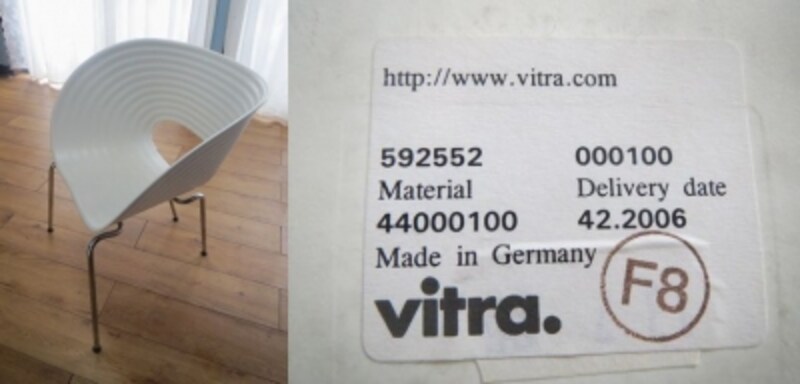 http://www.vitra.com
592552 000100
Material Delivery date
44000100 42.2006
Made in Germany
vitra.
F8